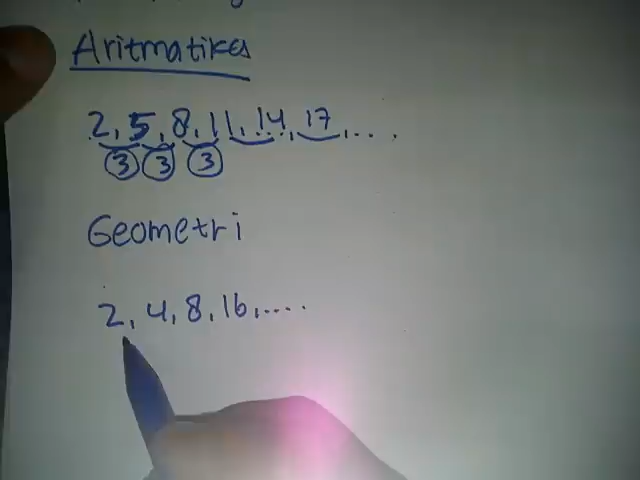 Aritmatika
2, 5, 8, 11, 14, 17, ....
3 3 3
Geometri
2, 4, 8, 16, ....